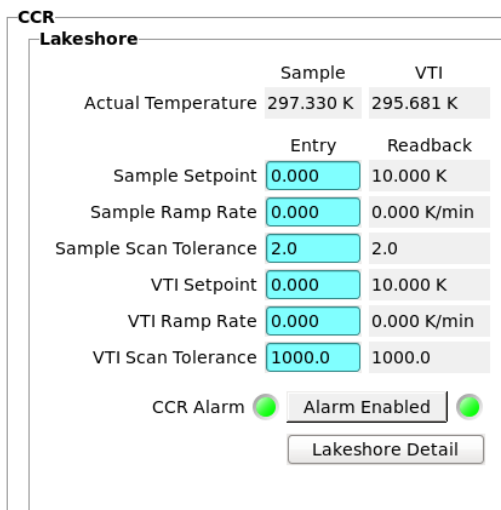 CCR
Lakeshore
Sample VTI
Actual Temperature 297.330 K 295.681 K
Entry Readback
Sample Setpoint 0.000 10.000 K
Sample Ramp Rate 0.000 0.000 K/min
Sample Scan Tolerance 2.0 2.0
VTI Setpoint 0.000 10.000 K
VTI Ramp Rate 0.000 0.000 K/min
VTI Scan Tolerance 1000.0 1000.0
CCR Alarm Alarm Enabled
Lakeshore Detail